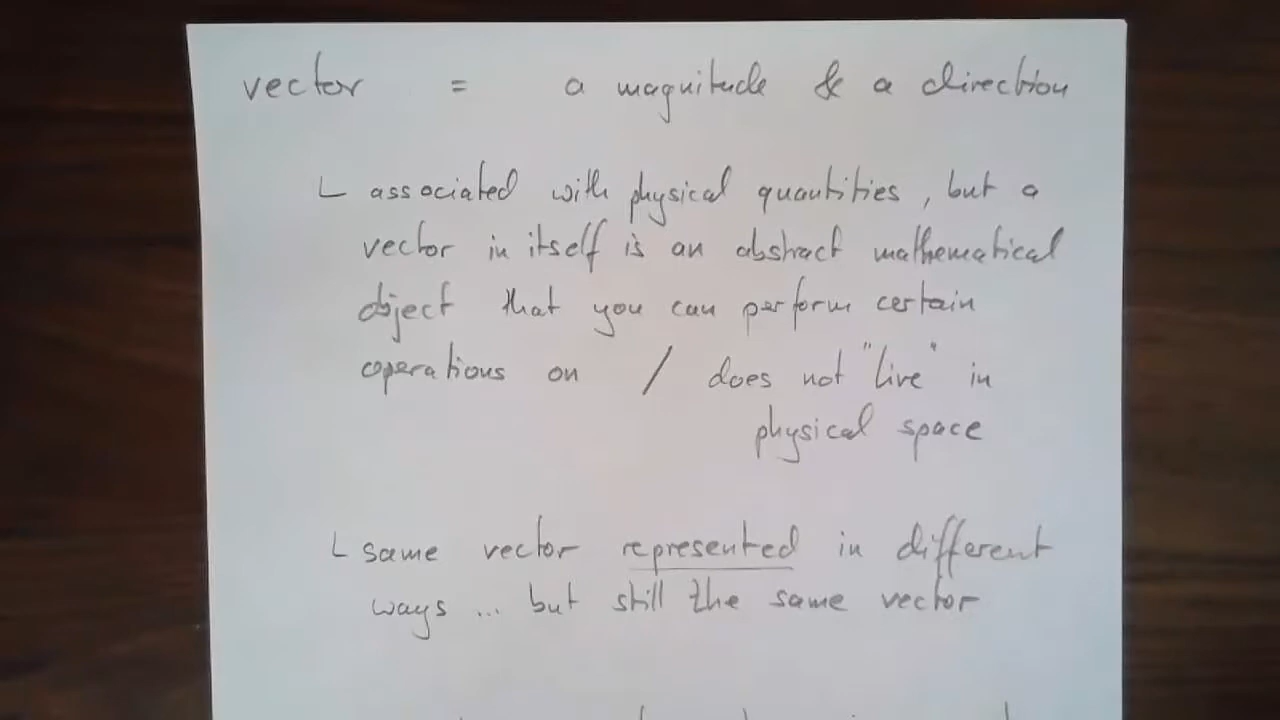 vector = a magnitude & a direction
└ associated with physical quantities, but a
vector in itself is an abstract mathematical
object that you can perform certain
operations on / does not "live" in
physical space
└ same vector represented in different
ways ... but still the same vector